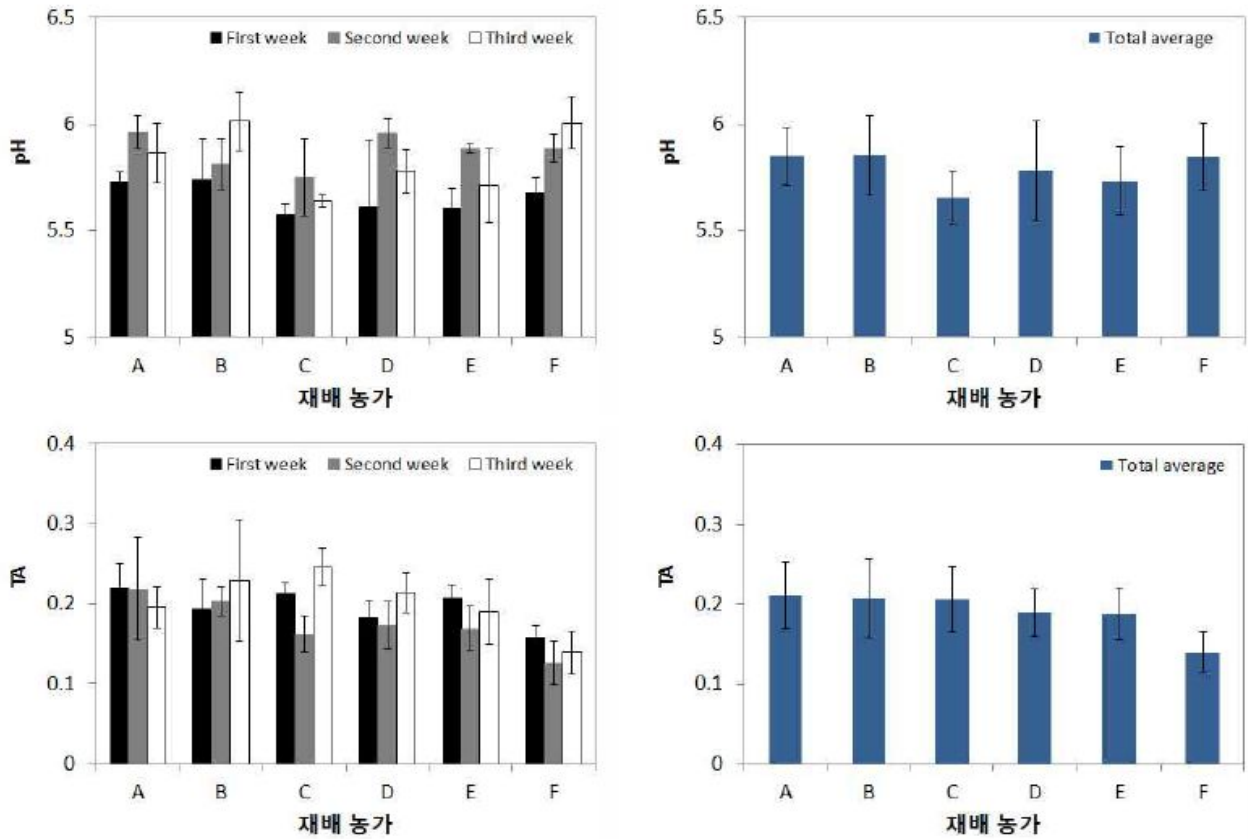 6.5
6
5.5
5
pH
First week Second week Third week
A B C D E F
재배 농가
6.5
6
5.5
5
pH
Total average
A B C D E F
재배 농가
0.4
0.3
0.2
0.1
0
TA
First week Second week Third week
A B C D E F
재배 농가
0.4
0.3
0.2
0.1
0
TA
Total average
A B C D E F
재배 농가